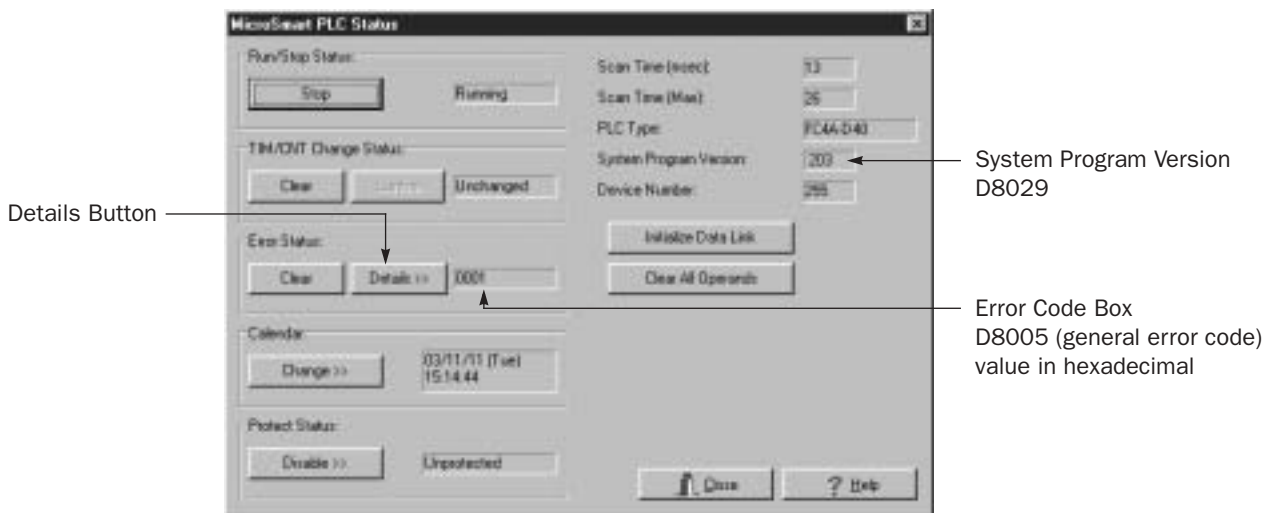 MicroSmart PLC Status
Run/Stop Status:
Stop
Running
TIM/CNT Change Status:
Clear
Confirm
Unchanged
Error Status:
Clear
Details >>
0001
Calendar:
Change >>
03/11/11 (Tue)
15:14:44
Protect Status:
Disable >>
Unprotected
Scan Time (msec):
13
Scan Time (Max):
26
PLC Type:
FC4A-D40
System Program Version:
203
Device Number:
255
Initialize Data Link
Clear All Operands
Close
? Help
Details Button
System Program Version
D8029
Error Code Box
D8005 (general error code)
value in hexadecimal